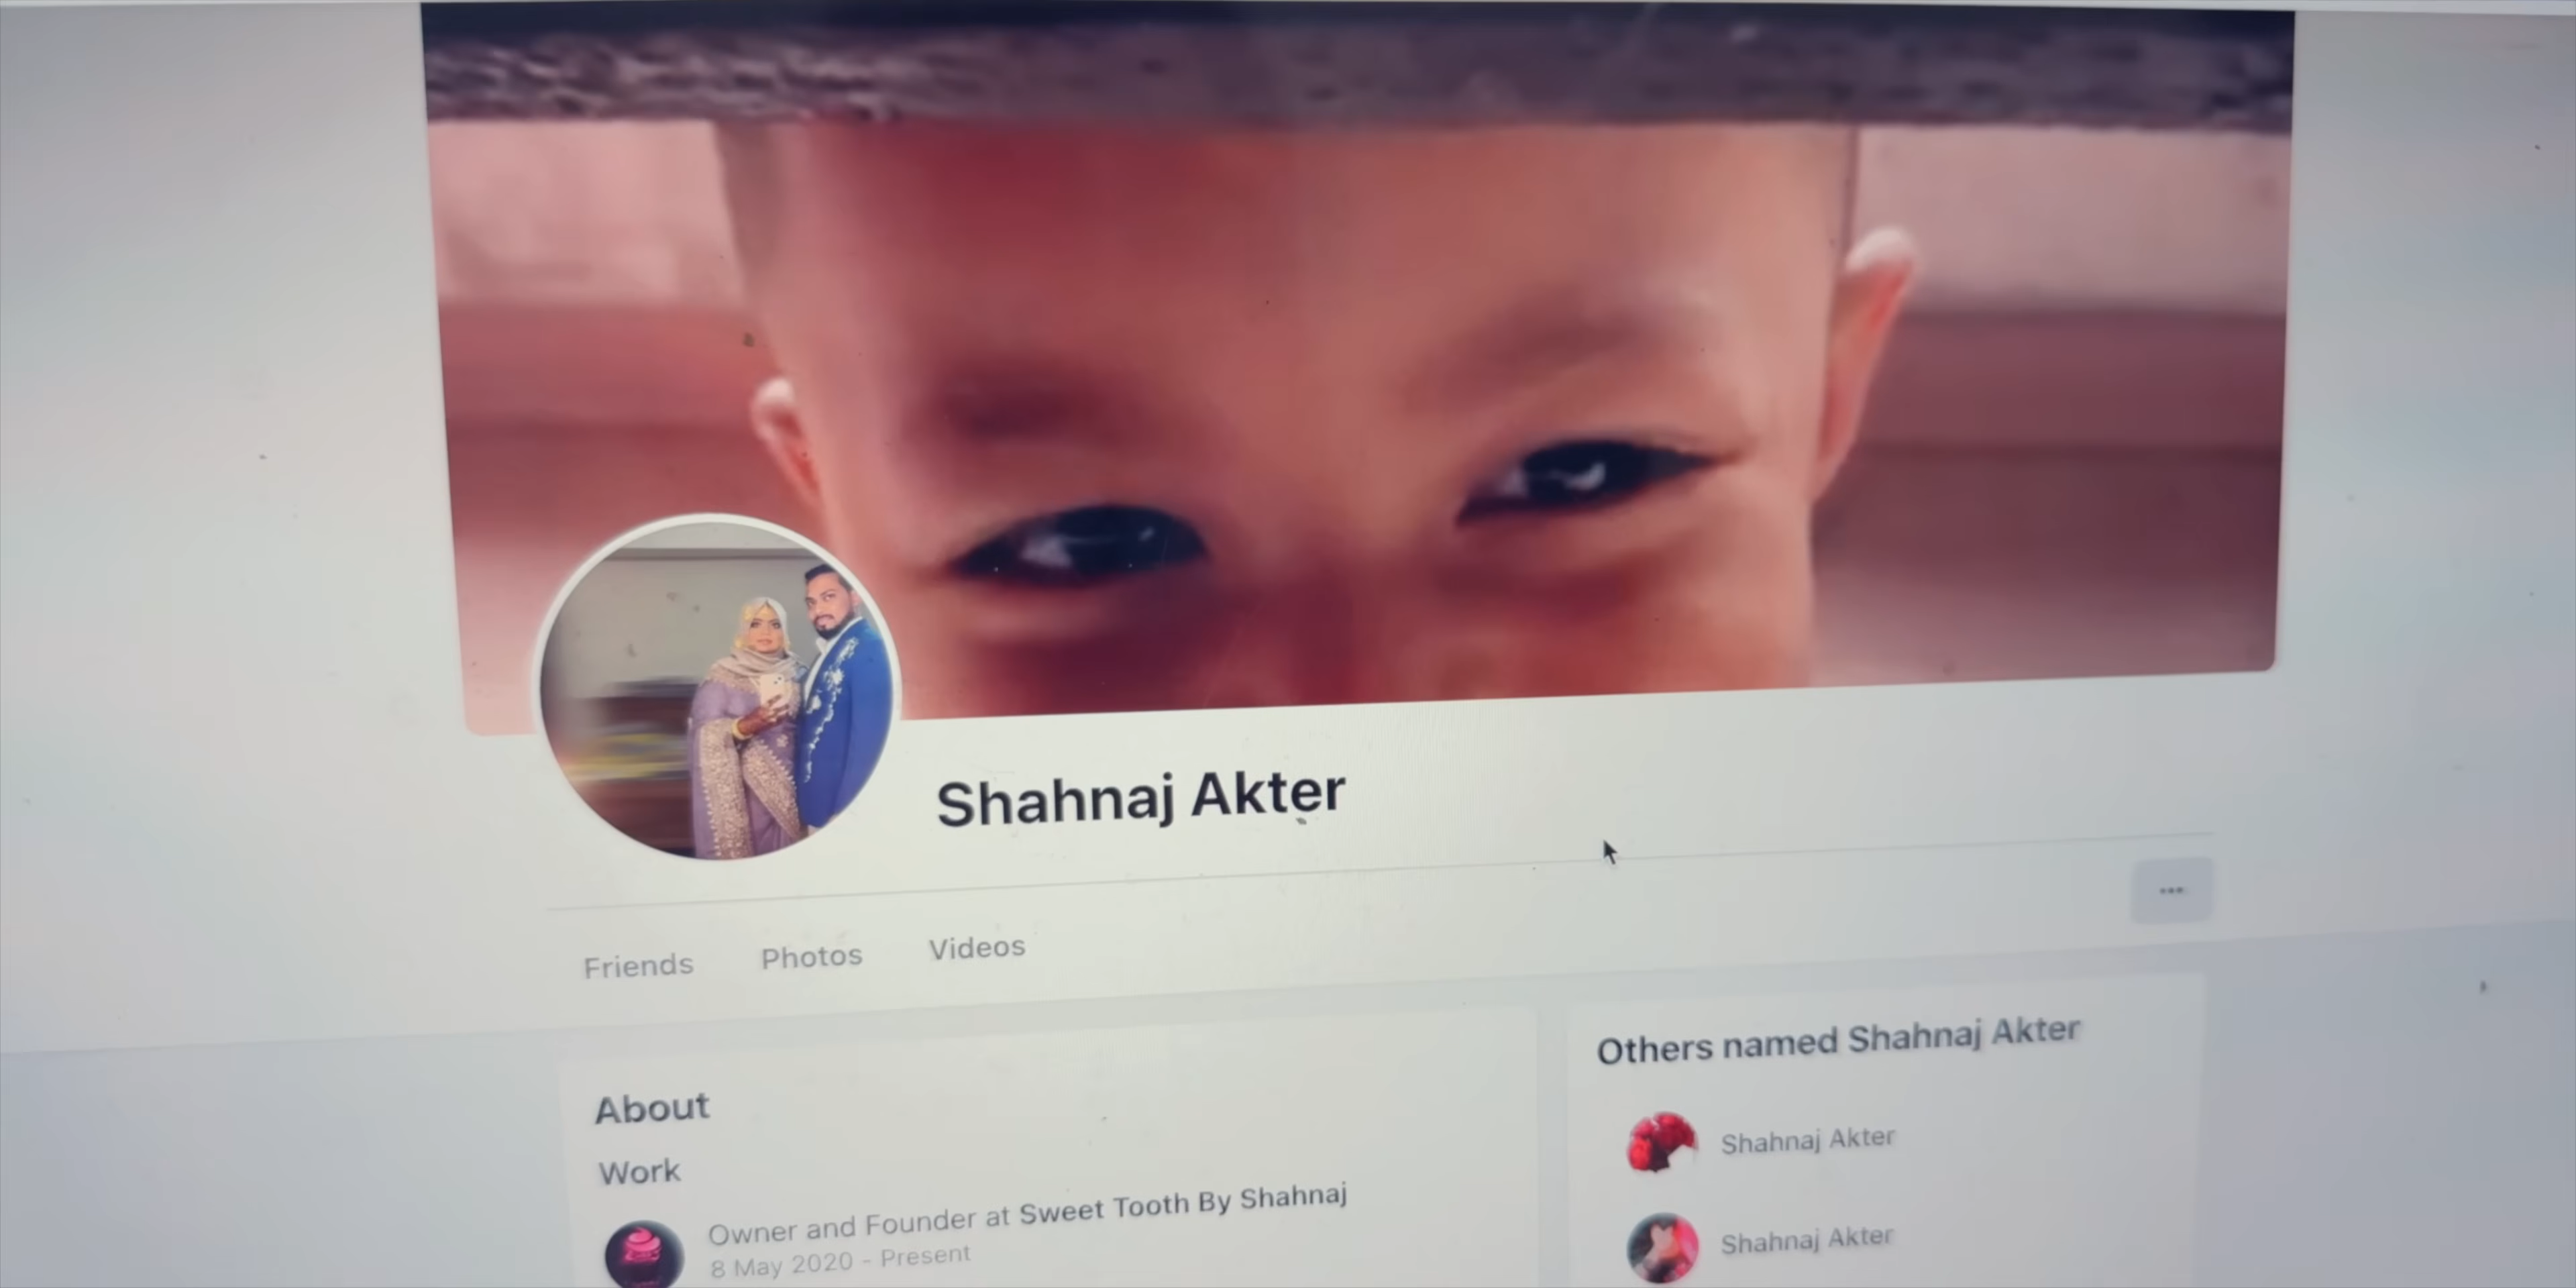 Shahnaj Akter
Friends
Photos
Videos
About
Work
Owner and Founder at Sweet Tooth By Shahnaj
8 May 2020 - Present
Others named Shahnaj Akter
Shahnaj Akter
Shahnaj Akter